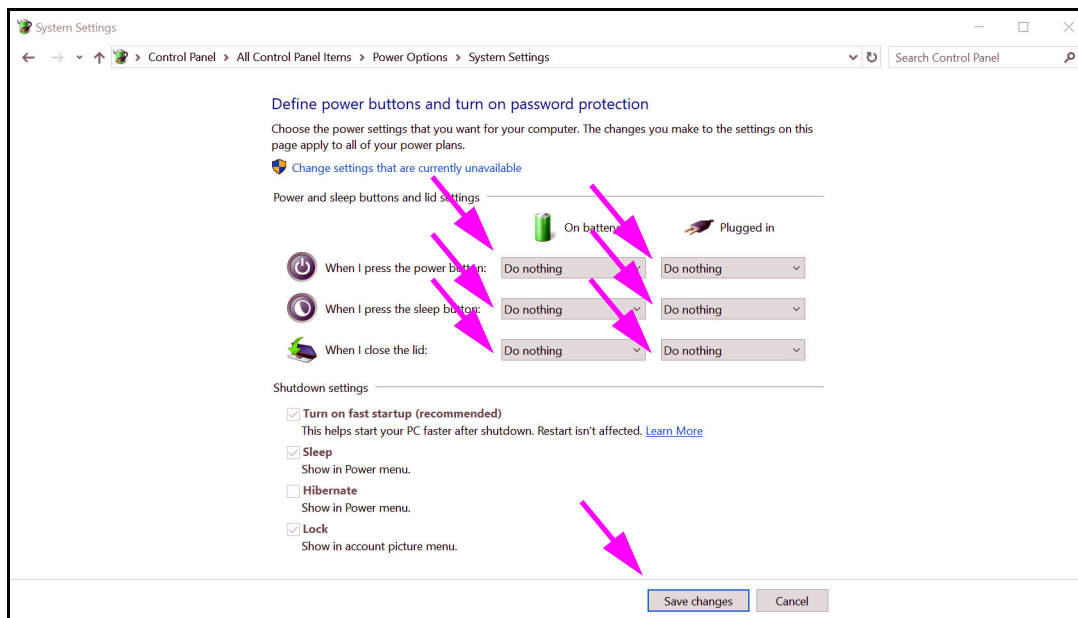 System Settings
Control Panel > All Control Panel Items > Power Options > System Settings
Search Control Panel
Define power buttons and turn on password protection
Choose the power settings that you want for your computer. The changes you make to the settings on this
page apply to all of your power plans.
Change settings that are currently unavailable
Power and sleep buttons and lid settings
On battery Plugged in
When I press the power button: Do nothing Do nothing
When I press the sleep button: Do nothing Do nothing
When I close the lid: Do nothing Do nothing
Shutdown settings
Turn on fast startup (recommended)
This helps start your PC faster after shutdown. Restart isn't affected. Learn More
Sleep
Show in Power menu.
Hibernate
Show in Power menu.
Lock
Show in account picture menu.
Save changes Cancel